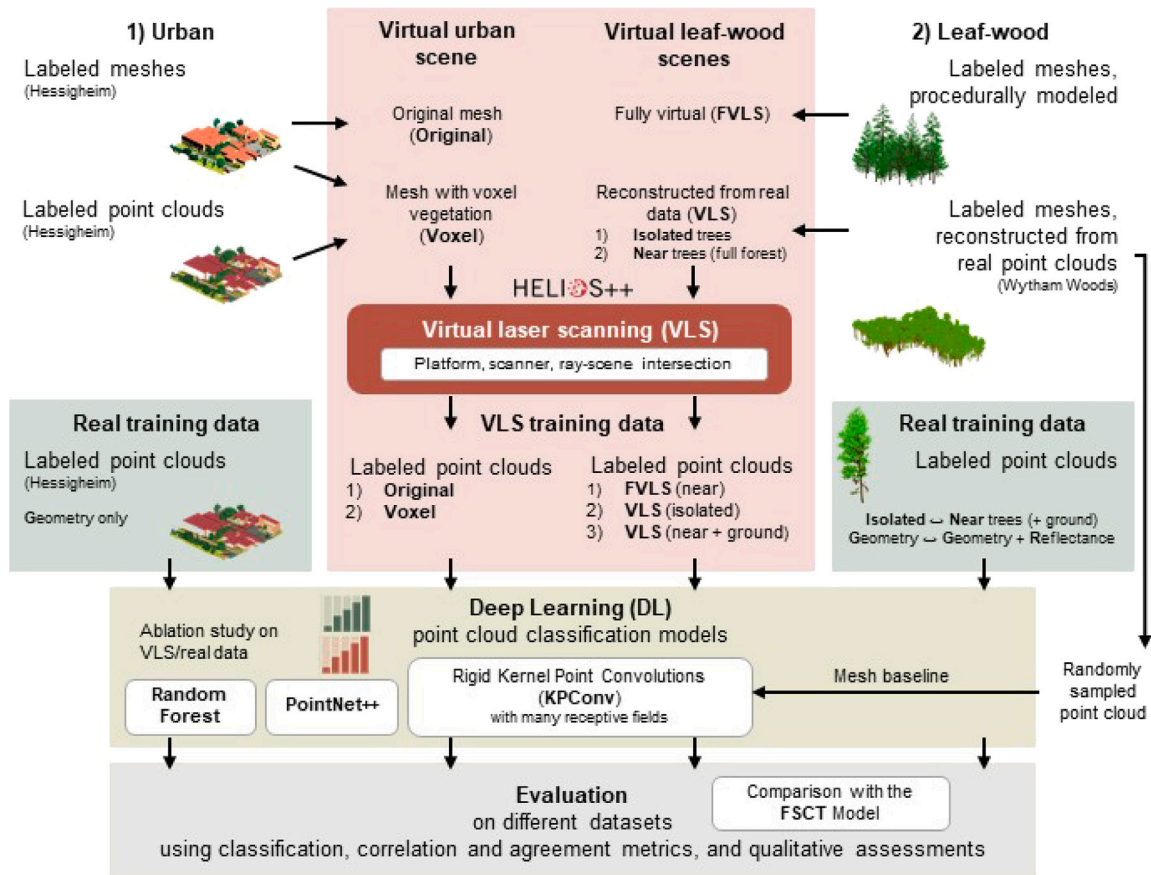 1) Urban
Labeled meshes
(Hessigheim)
Labeled point clouds
(Hessigheim)
Virtual urban
scene
Original mesh
(Original)
Mesh with voxel
vegetation
(Voxel)
Virtual leaf-wood
scenes
Fully virtual (FVLS)
Reconstructed from real
data (VLS)
1) Isolated trees
2) Near trees (full forest)
2) Leaf-wood
Labeled meshes,
procedurally modeled
Labeled meshes,
reconstructed from
real point clouds
(Wytham Woods)
HELIOS++
Virtual laser scanning (VLS)
Platform, scanner, ray-scene intersection
Real training data
Labeled point clouds
(Hessigheim)
Geometry only
VLS training data
Labeled point clouds
1) Original
2) Voxel
Labeled point clouds
1) FVLS (near)
2) VLS (isolated)
3) VLS (near + ground)
Real training data
Labeled point clouds
Isolated ↔ Near trees (+ ground)
Geometry ↔ Geometry + Reflectance
Deep Learning (DL)
point cloud classification models
Ablation study on
VLS/real data
Random
Forest
PointNet++
Rigid Kernel Point Convolutions
(KPConv)
with many receptive fields
Mesh baseline
Randomly
sampled
point cloud
Evaluation
on different datasets
using classification, correlation and agreement metrics, and qualitative assessments
Comparison with the
FSCT Model